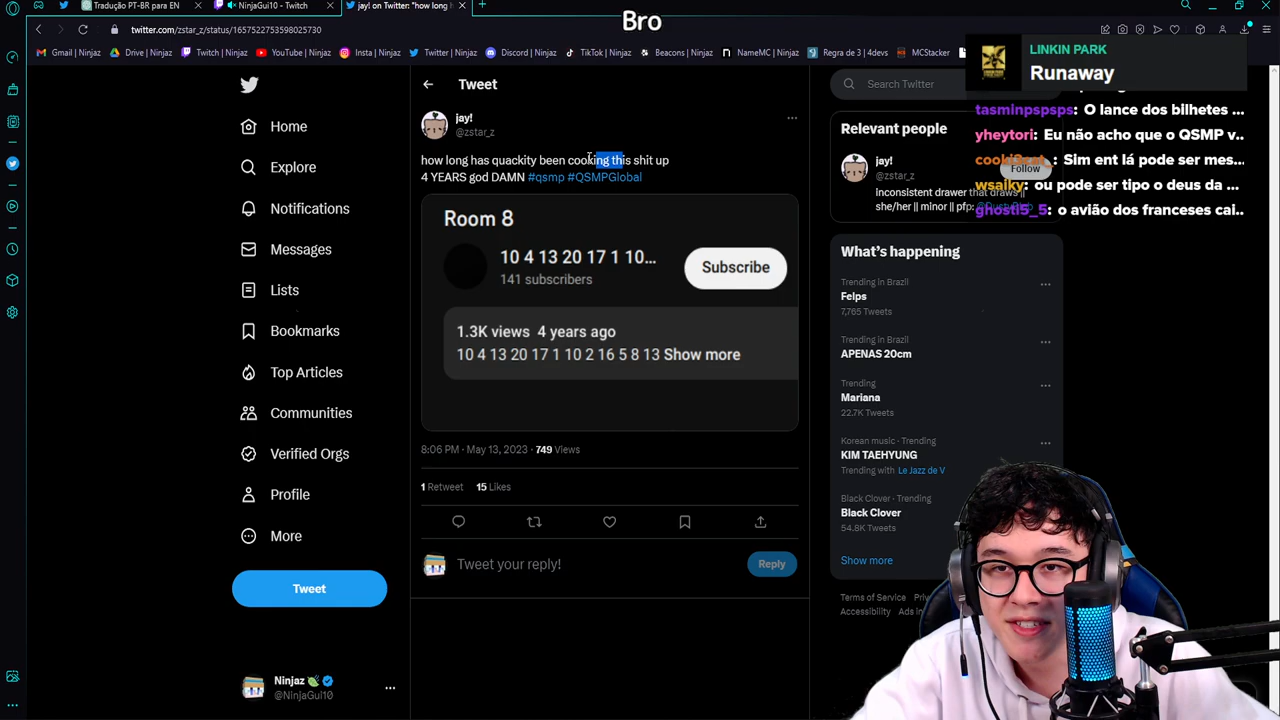 Bro
Tradução PT-BR para EN
NinjaGui10 - Twitch
jay! on Twitter: "how long h
twitter.com/zstar_z/status/1657522753598025730
Gmail | Ninjaz
Drive | Ninjaz
Twitch | Ninjaz
YouTube | Ninjaz
Insta | Ninjaz
Twitter | Ninjaz
Discord | Ninjaz
TikTok | Ninjaz
Beacons | Ninjaz
NameMC | Ninjaz
Regra de 3 | 4devs
MCStacker
LINKIN PARK
Runaway
tasminpspsps: O lance dos bilhetes ...
yheytori: Eu não acho que o QSMP v...
Sim ent lá pode ser mes...
wsaiky: ou pode ser tipo o deus da ...
ghosti5_5: o avião dos franceses cai..
Home
Explore
Notifications
Messages
Lists
Bookmarks
Top Articles
Communities
Verified Orgs
Profile
More
Tweet
Ninjaz
@NinjaGui10
Tweet
jay!
@zstar_z
how long has quackity been cooking this shit up
4 YEARS god DAMN #qsmp #QSMPGlobal
Room 8
10 4 13 20 17 1 10...
141 subscribers
Subscribe
1.3K views 4 years ago
10 4 13 20 17 1 10 2 16 5 8 13 Show more
8:06 PM · May 13, 2023 · 749 Views
1 Retweet 15 Likes
Tweet your reply!
Reply
Search Twitter
Relevant people
jay!
@zstar_z
Follow
inconsistent drawer that draws ||
she/her || minor || pfp:
What's happening
Trending in Brazil
Felps
7,765 Tweets
Trending in Brazil
APENAS 20cm
Trending
Mariana
22.7K Tweets
Korean music · Trending
KIM TAEHYUNG
Trending with Le Jazz de V
Black Clover · Trending
Black Clover
54.8K Tweets
Show more
Terms of Service
Accessibility